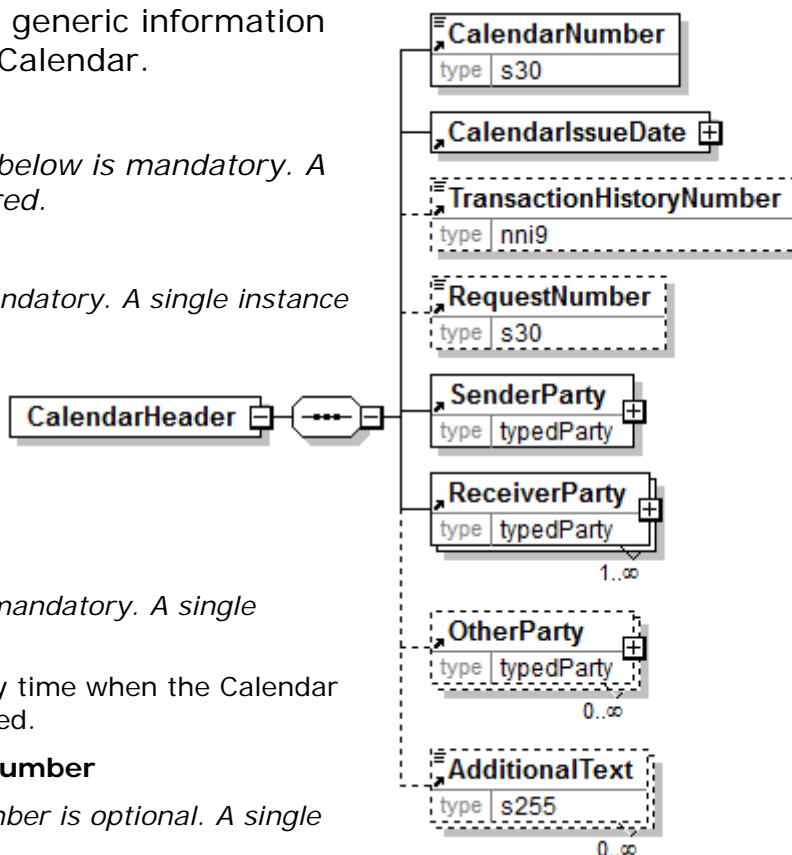 generic information
Calendar.
below is mandatory. A
red.
ndatory. A single instance
mandatory. A single
y time when the Calendar
ed.
umber
nber is optional. A single
CalendarHeader
CalendarNumber
type s30
CalendarIssueDate
TransactionHistoryNumber
type nni9
RequestNumber
type s30
SenderParty
type typedParty
ReceiverParty
type typedParty
1..∞
OtherParty
type typedParty
0..∞
AdditionalText
type s255
0..∞